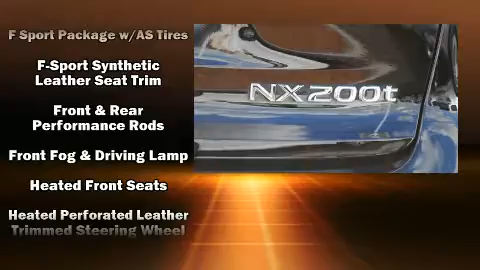 F Sport Package w/AS Tires
F-Sport Synthetic
Leather Seat Trim
Front & Rear
Performance Rods
Front Fog & Driving Lamp
Heated Front Seats
Heated Perforated Leather
Trimmed Steering Wheel
NX200t